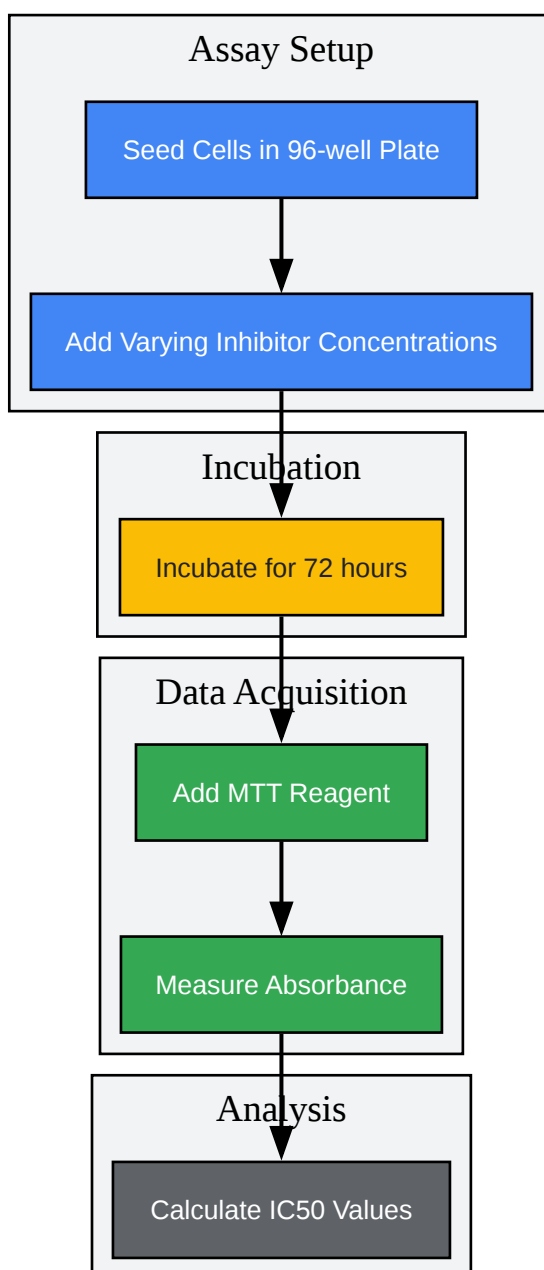 Assay Setup
Seed Cells in 96-well Plate
Add Varying Inhibitor Concentrations
Incubation
Incubate for 72 hours
Data Acquisition
Add MTT Reagent
Measure Absorbance
Analysis
Calculate IC50 Values